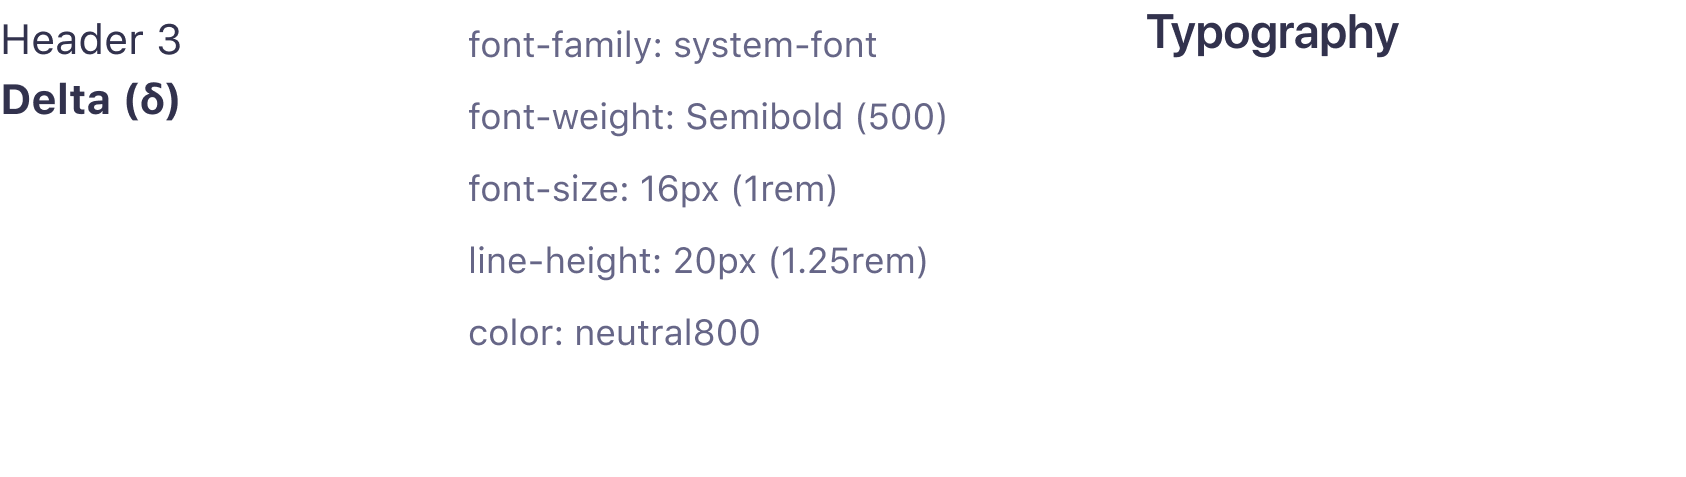 Header 3
Delta (δ)
font-family: system-font
font-weight: Semibold (500)
font-size: 16px (1rem)
line-height: 20px (1.25rem)
color: neutral800
Typography